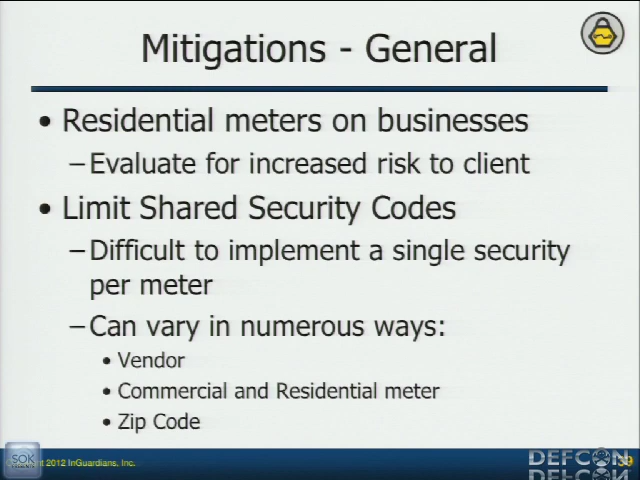 Mitigations - General
• Residential meters on businesses
– Evaluate for increased risk to client
• Limit Shared Security Codes
– Difficult to implement a single security
per meter
– Can vary in numerous ways:
• Vendor
• Commercial and Residential meter
• Zip Code
SOK
2012 InGuardians, Inc.
DEFCON
39